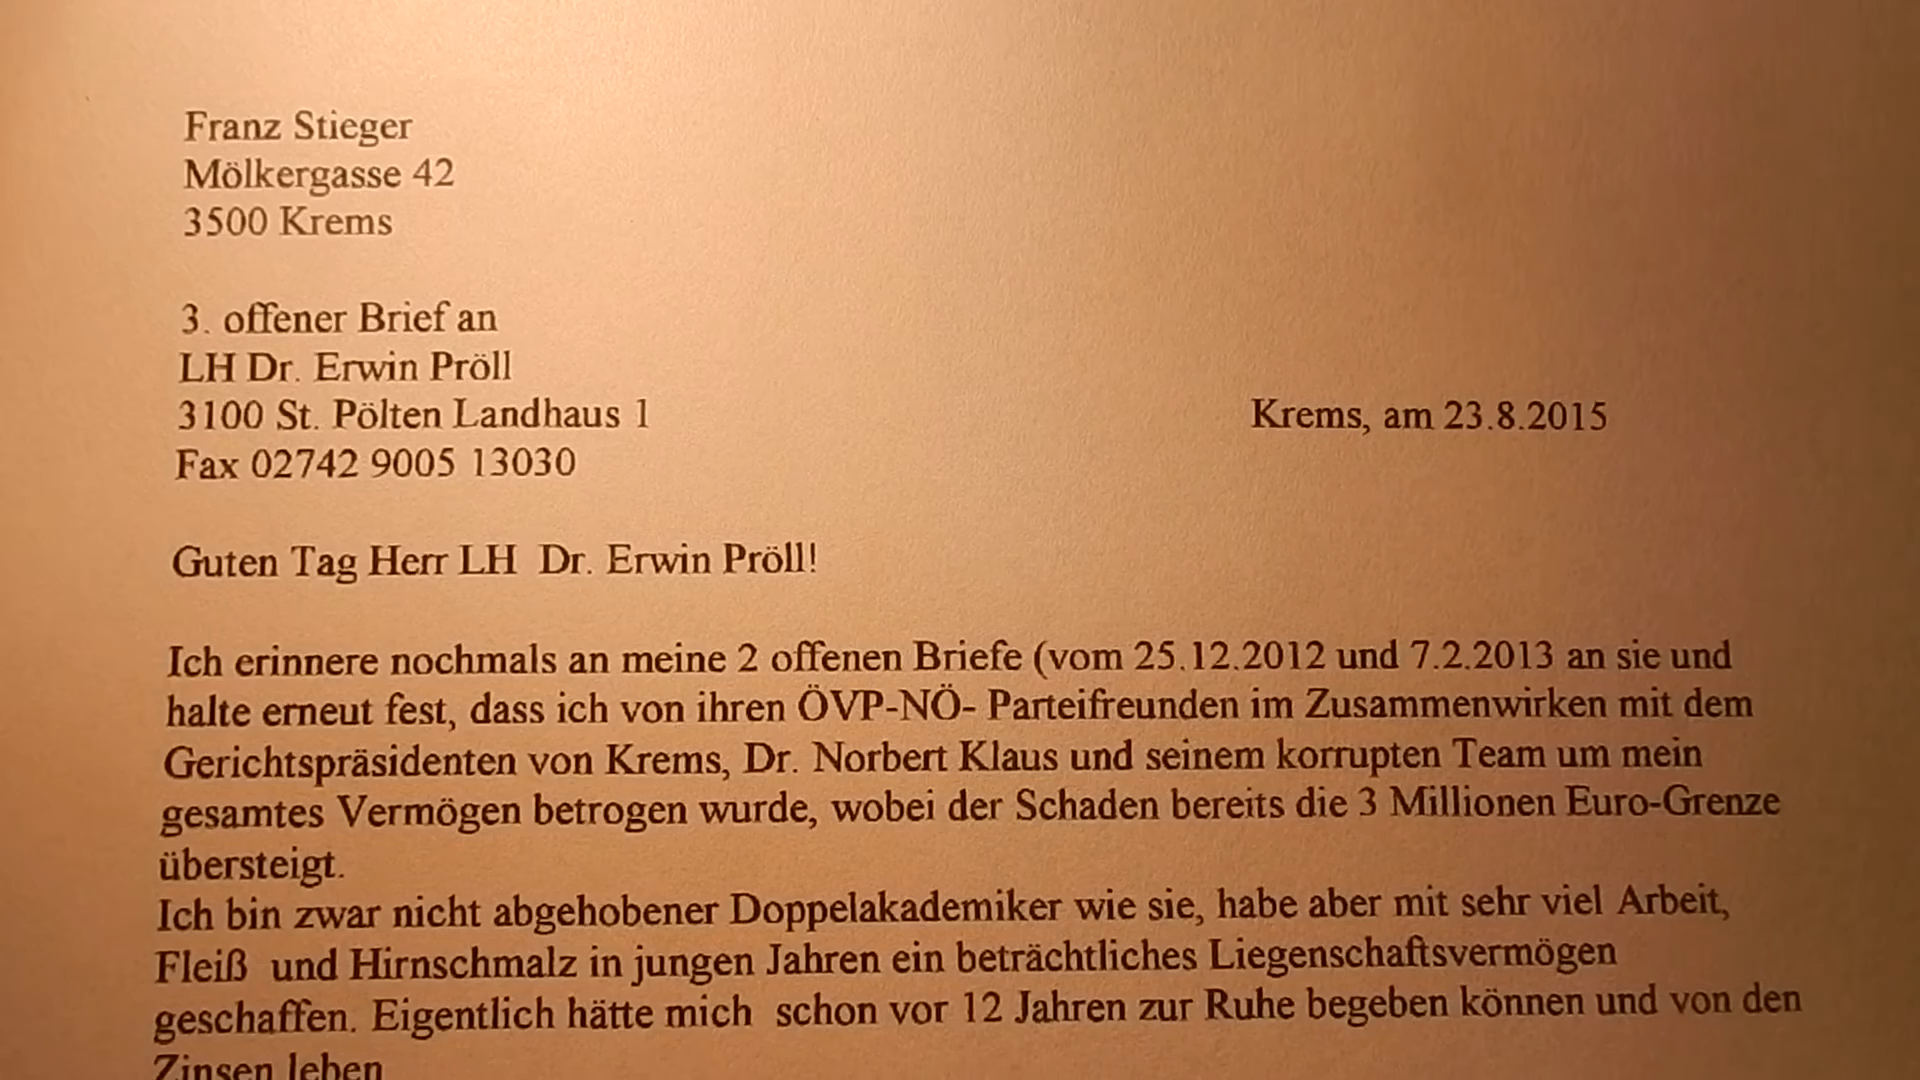 Franz Stieger
Mölkergasse 42
3500 Krems
3. offener Brief an
LH Dr. Erwin Pröll
3100 St. Pölten Landhaus 1
Krems, am 23.8.2015
Fax 02742 9005 13030
Guten Tag Herr LH  Dr. Erwin Pröll!
Ich erinnere nochmals an meine 2 offenen Briefe (vom 25.12.2012 und 7.2.2013 an sie und
halte erneut fest, dass ich von ihren ÖVP-NÖ- Parteifreunden im Zusammenwirken mit dem
Gerichtspräsidenten von Krems, Dr. Norbert Klaus und seinem korrupten Team um mein
gesamtes Vermögen betrogen wurde, wobei der Schaden bereits die 3 Millionen Euro-Grenze
übersteigt.
Ich bin zwar nicht abgehobener Doppelakademiker wie sie, habe aber mit sehr viel Arbeit,
Fleiß  und Hirnschmalz in jungen Jahren ein beträchtliches Liegenschaftsvermögen
geschaffen. Eigentlich hätte mich  schon vor 12 Jahren zur Ruhe begeben können und von den
Zinsen leben